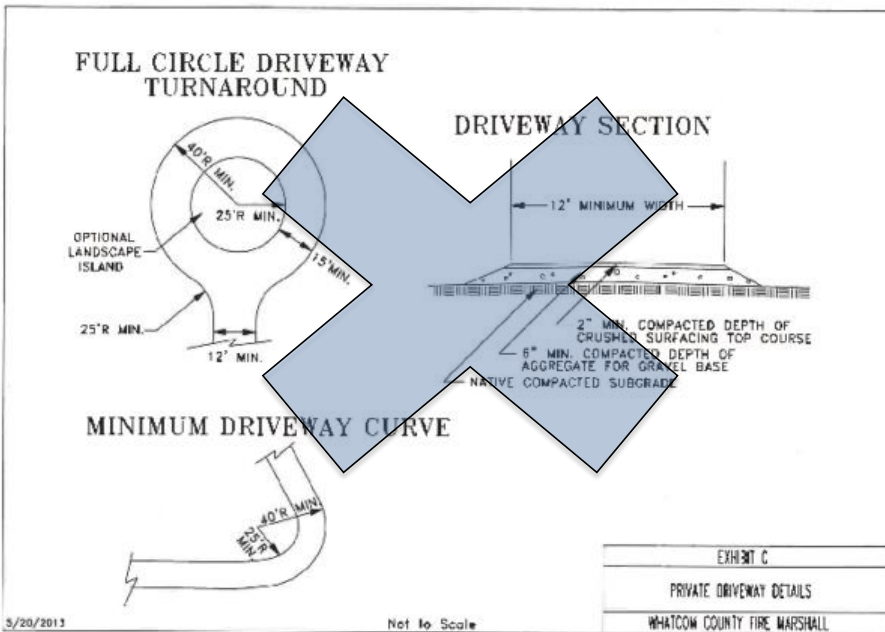 FULL CIRCLE DRIVEWAY
TURNAROUND
40'R MIN.
25'R MIN.
OPTIONAL
LANDSCAPE
ISLAND
15'MIN.
25'R MIN.
12' MIN.
DRIVEWAY SECTION
12' MINIMUM WIDTH
2" MIN. COMPACTED DEPTH OF
CRUSHED SURFACING TOP COURSE
6" MIN. COMPACTED DEPTH OF
AGGREGATE FOR GRAVEL BASE
NATIVE COMPACTED SUBGRADE
MINIMUM DRIVEWAY CURVE
40'R MIN.
25'R
MIN.
EXHIBIT C
PRIVATE DRIVEWAY DETAILS
WHATCOM COUNTY FIRE MARSHALL
5/20/2013
Not to Scale